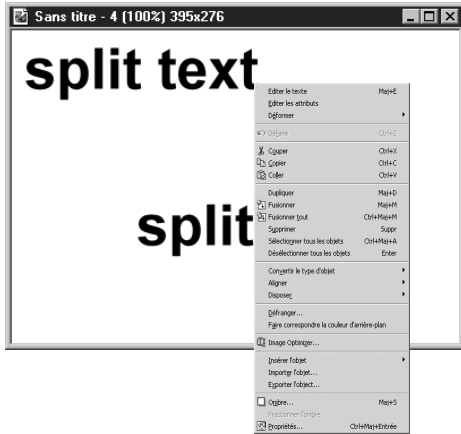 Sans titre - 4 (100%) 395x276
split text
split
Editer le texte Maj+E
Editer les attributs
Déformer
Défaire Ctrl+Z
Couper Ctrl+X
Copier Ctrl+C
Coller Ctrl+V
Dupliquer Maj+D
Fusionner Maj+M
Fusionner tout Ctrl+Maj+M
Supprimer Suppr
Sélectionner tous les objets Ctrl+Maj+A
Désélectionner tous les objets Enter
Convertir le type d'objet
Aligner
Disposer
Défranger...
Faire correspondre la couleur d'arrière-plan
Image Optimizer...
Insérer l'objet
Importer l'objet...
Exporter l'object...
Ombre... Maj+S
Fractionner l'ombre
Propriétés... Ctrl+Maj+Entrée